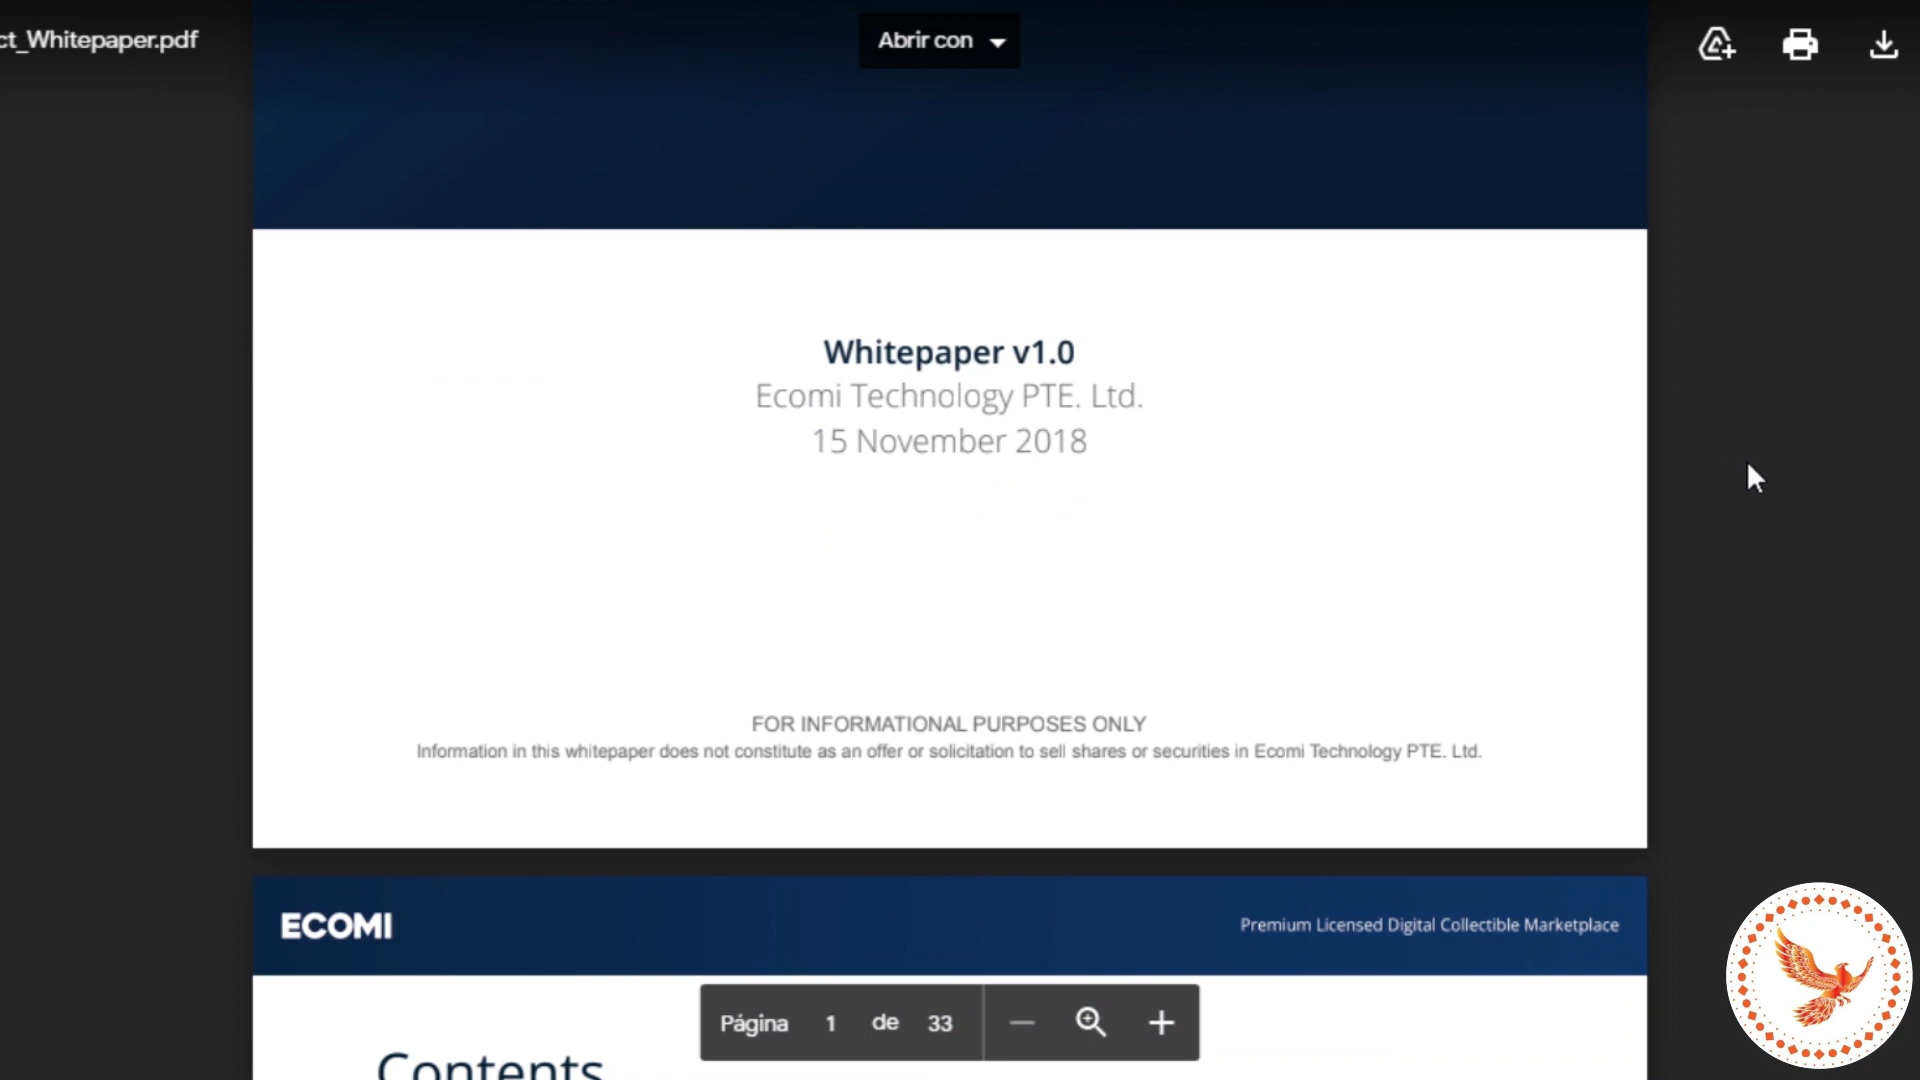 ct_Whitepaper.pdf
Abrir con
Whitepaper v1.0
Ecomi Technology PTE. Ltd.
15 November 2018
FOR INFORMATIONAL PURPOSES ONLY
Information in this whitepaper does not constitute as an offer or solicitation to sell shares or securities in Ecomi Technology PTE. Ltd.
ECOMI
Premium Licensed Digital Collectible Marketplace
Contents
Página 1 de 33